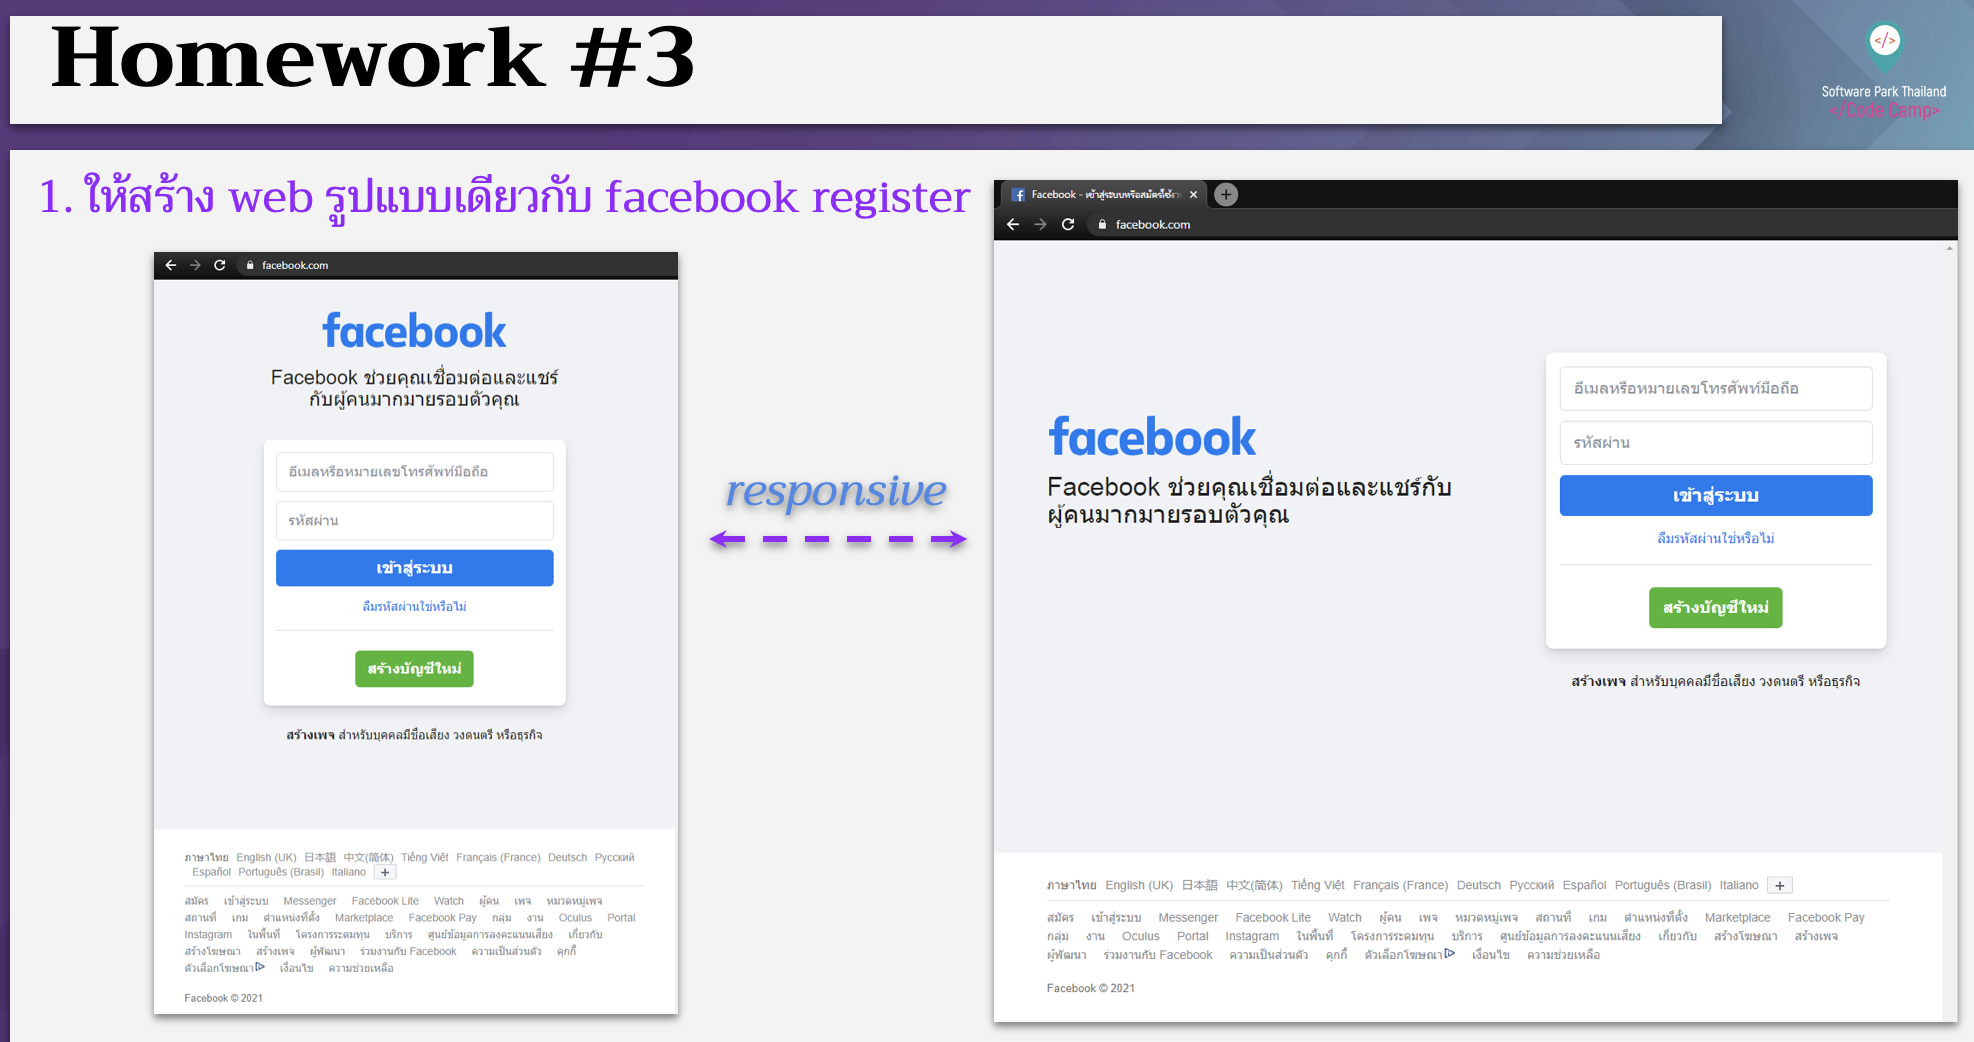 Homework #3
</>
Software Park Thailand
</Code Camp>
1. ให้สร้าง web รูปแบบเดียวกับ facebook register
facebook.com
facebook
Facebook ช่วยคุณเชื่อมต่อและแชร์
กับผู้คนมากมายรอบตัวคุณ
อีเมลหรือหมายเลขโทรศัพท์มือถือ
รหัสผ่าน
เข้าสู่ระบบ
ลืมรหัสผ่านใช่หรือไม่
สร้างบัญชีใหม่
สร้างเพจ สำหรับบุคคลมีชื่อเสียง วงดนตรี หรือธุรกิจ
ภาษาไทย English (UK) 日本語 中文(简体) Tiếng Việt Français (France) Deutsch Русский
Español Português (Brasil) Italiano +
สมัคร เข้าสู่ระบบ Messenger Facebook Lite Watch ผู้คน เพจ หมวดหมู่เพจ
สถานที่ เกม ตำแหน่งที่ตั้ง Marketplace Facebook Pay กลุ่ม งาน Oculus Portal
Instagram ในพื้นที่ โครงการระดมทุน บริการ ศูนย์ข้อมูลการลงคะแนนเสียง เกี่ยวกับ
สร้างโฆษณา สร้างเพจ ผู้พัฒนา ร่วมงานกับ Facebook ความเป็นส่วนตัว คุกกี้
ตัวเลือกโฆษณา เงื่อนไข ความช่วยเหลือ
Facebook © 2021
responsive
Facebook - เข้าสู่ระบบหรือสมัครใช้งาน
facebook.com
facebook
Facebook ช่วยคุณเชื่อมต่อและแชร์กับ
ผู้คนมากมายรอบตัวคุณ
อีเมลหรือหมายเลขโทรศัพท์มือถือ
รหัสผ่าน
เข้าสู่ระบบ
ลืมรหัสผ่านใช่หรือไม่
สร้างบัญชีใหม่
สร้างเพจ สำหรับบุคคลมีชื่อเสียง วงดนตรี หรือธุรกิจ
ภาษาไทย English (UK) 日本語 中文(简体) Tiếng Việt Français (France) Deutsch Русский Español Português (Brasil) Italiano +
สมัคร เข้าสู่ระบบ Messenger Facebook Lite Watch ผู้คน เพจ หมวดหมู่เพจ สถานที่ เกม ตำแหน่งที่ตั้ง Marketplace Facebook Pay
กลุ่ม งาน Oculus Portal Instagram ในพื้นที่ โครงการระดมทุน บริการ ศูนย์ข้อมูลการลงคะแนนเสียง เกี่ยวกับ สร้างโฆษณา สร้างเพจ
ผู้พัฒนา ร่วมงานกับ Facebook ความเป็นส่วนตัว คุกกี้ ตัวเลือกโฆษณา เงื่อนไข ความช่วยเหลือ
Facebook © 2021